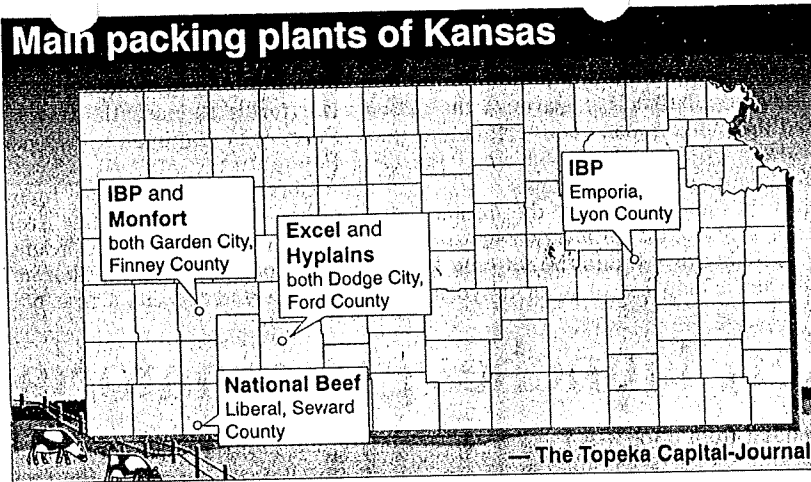 Main packing plants of Kansas
IBP and
Monfort
both Garden City,
Finney County
Excel and
Hyplains
both Dodge City,
Ford County
IBP
Emporia,
Lyon County
National Beef
Liberal, Seward
County
— The Topeka Capital-Journal